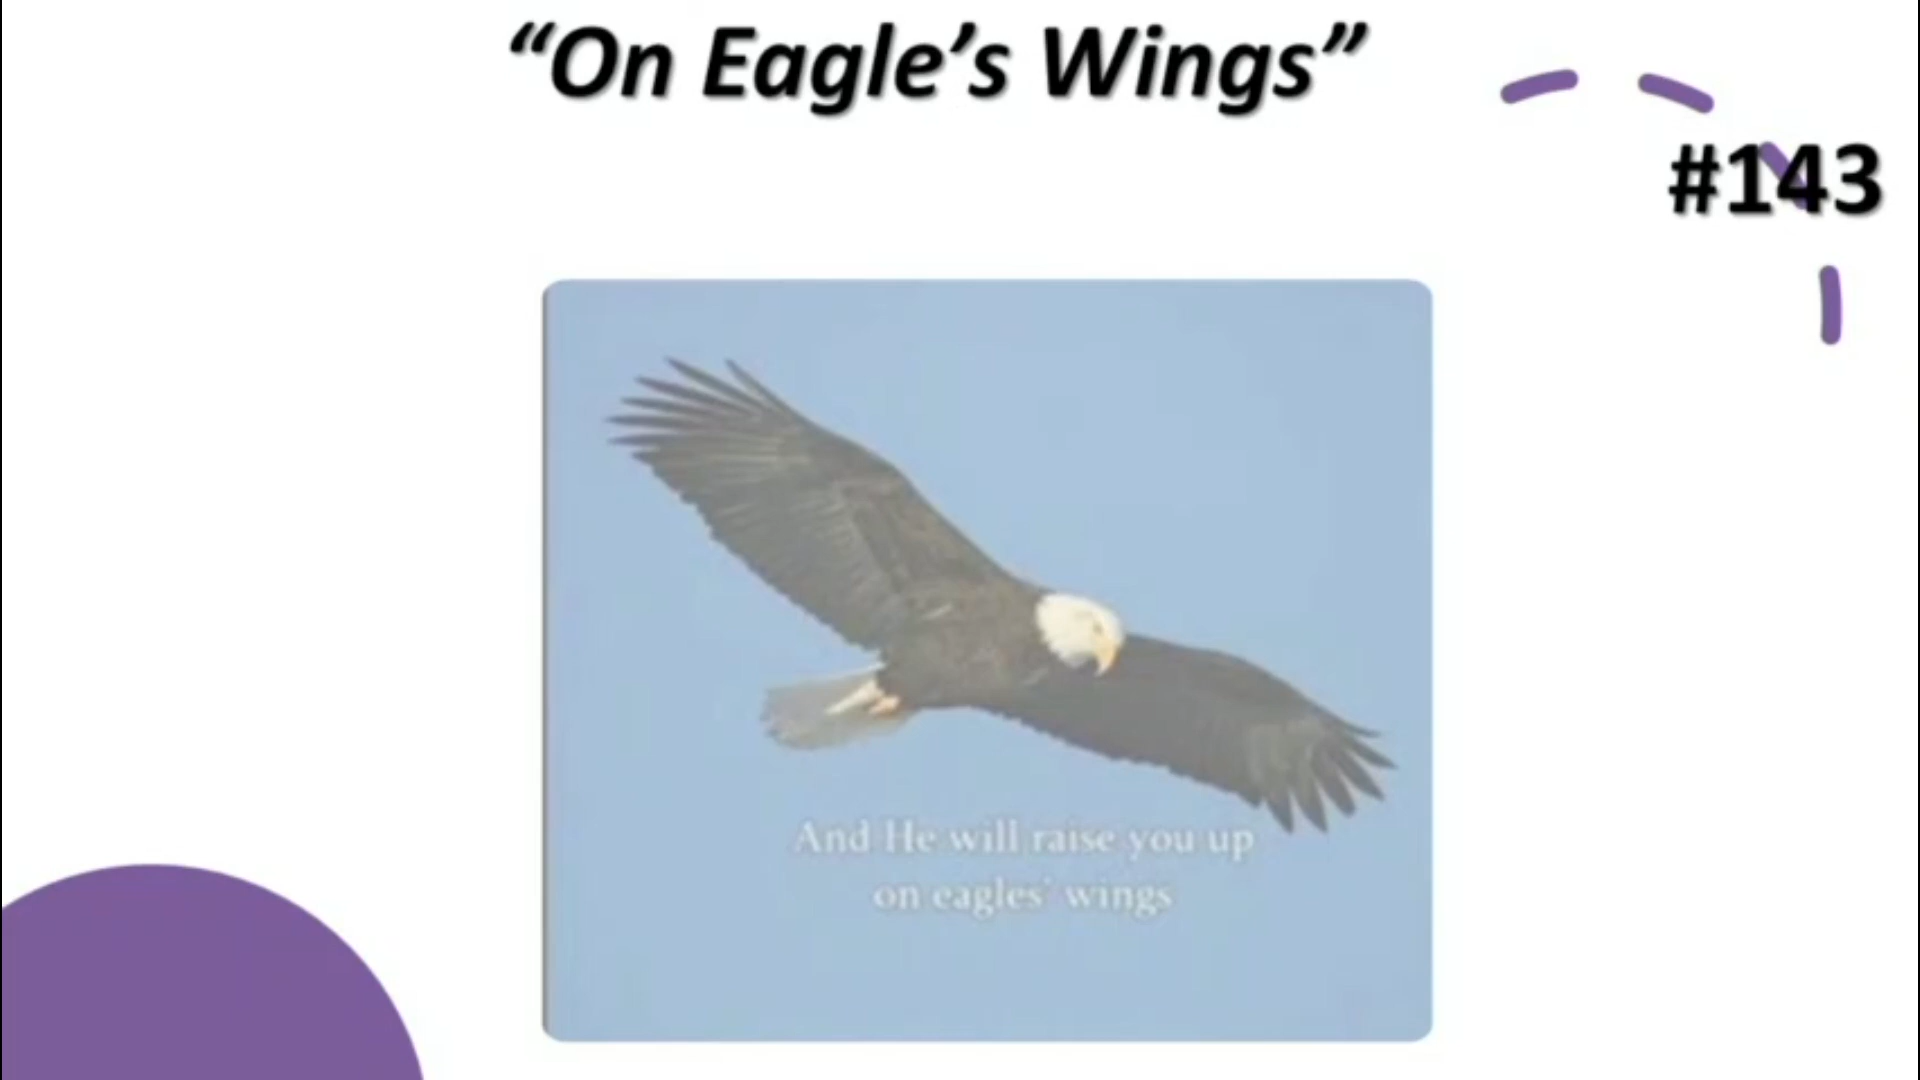 “On Eagle’s Wings”
#143
And He will raise you up
on eagles' wings